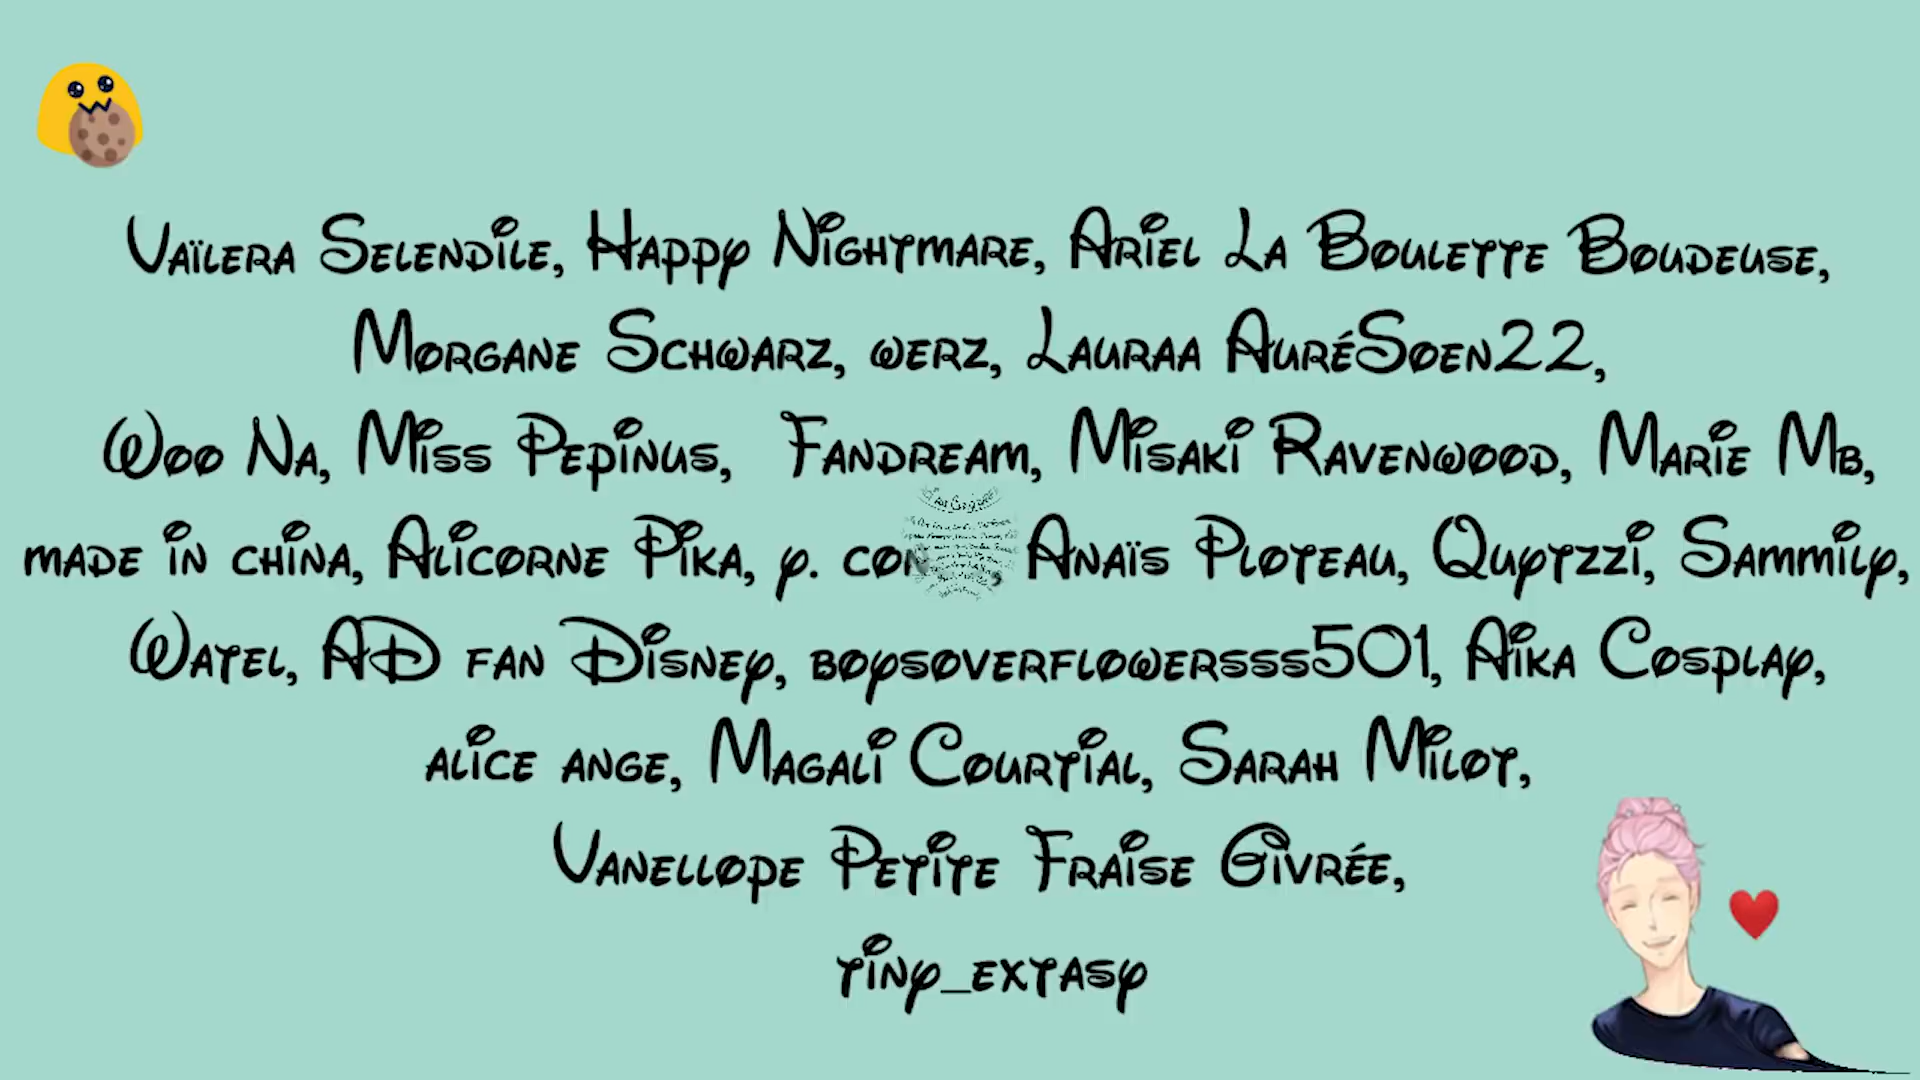 Vaïlera Selendile, Happy Nightmare, Ariel La Boulette Boudeuse,
Morgane Schwarz, werz, Lauraa AuréSoen22,
Woo Na, Miss Pepinus, Fandream, Misaki Ravenwood, Marie Mb,
made in china, Alicorne Pika, y. Anaïs Ploteau, Quytzzi, Sammily,
Watel, AD fan Disney, boysoverflowersss501, Aika Cosplay,
alice ange, Magali Courtial, Sarah Milot,
Vanellope Petite Fraise Givrée,
tiny_extasy